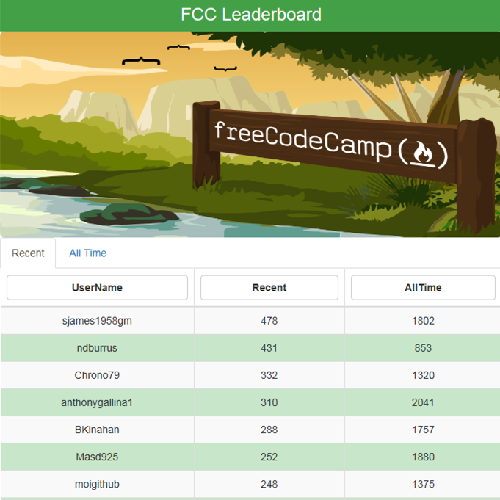 FCC Leaderboard
freeCodeCamp
Recent All Time
UserName Recent AllTime
sjames1958gm 478 1802
ndburrus 431 853
Chrono79 332 1320
anthonygallina1 310 2041
BKinahan 288 1757
Masd925 252 1880
moigithub 248 1375